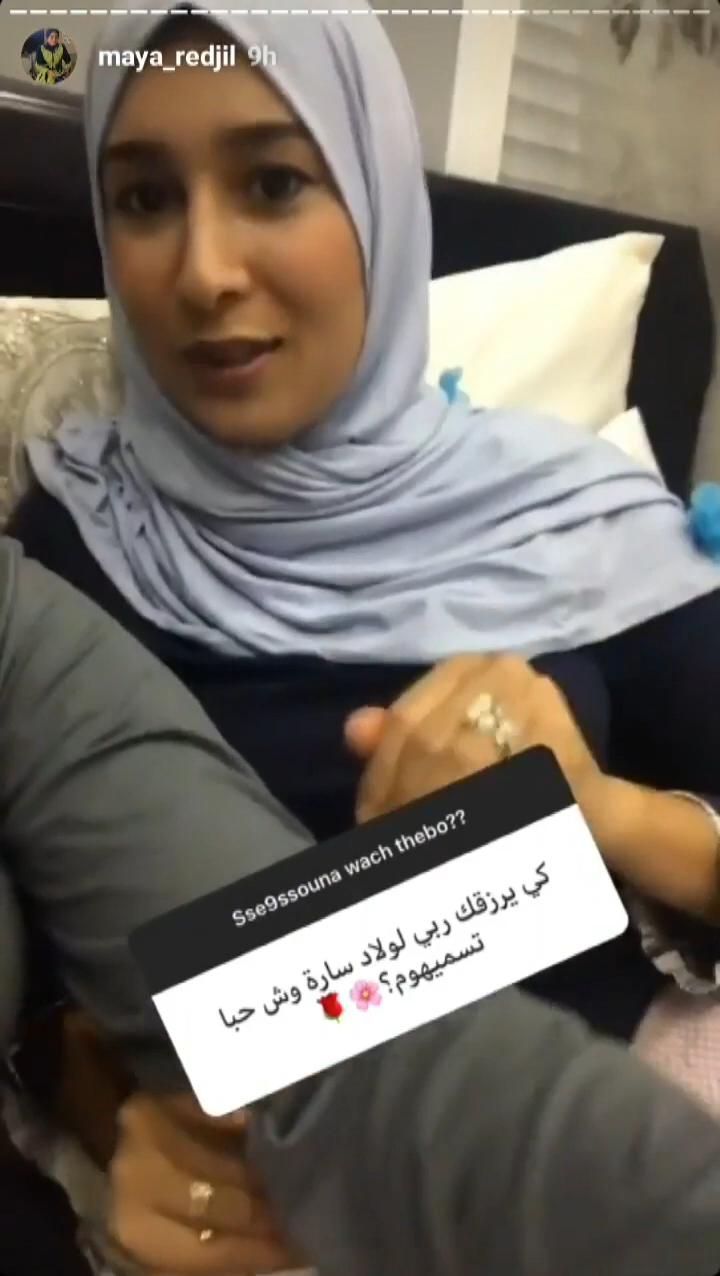 maya_redjil 9h
Sse9ssouna wach thebo??
كي يرزقك ربي لولاد سارة وش حبا
تسميهوم؟🌸🌹